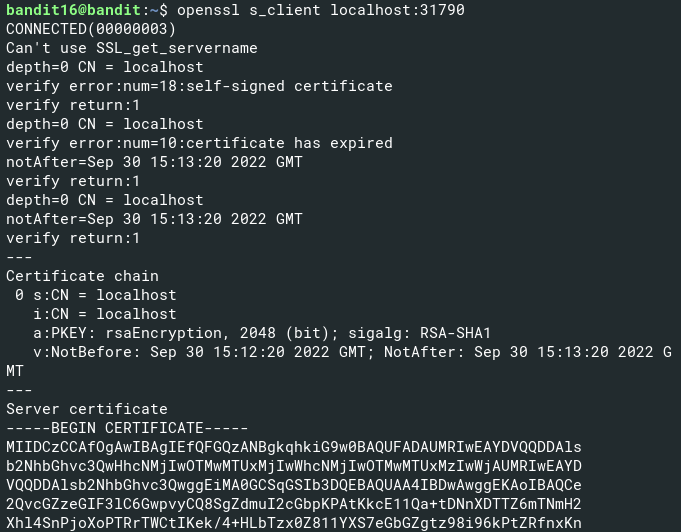 bandit16@bandit:~$ openssl s_client localhost:31790
CONNECTED(00000003)
Can't use SSL_get_servername
depth=0 CN = localhost
verify error:num=18:self-signed certificate
verify return:1
depth=0 CN = localhost
verify error:num=10:certificate has expired
notAfter=Sep 30 15:13:20 2022 GMT
verify return:1
depth=0 CN = localhost
notAfter=Sep 30 15:13:20 2022 GMT
verify return:1
---
Certificate chain
 0 s:CN = localhost
   i:CN = localhost
   a:PKEY: rsaEncryption, 2048 (bit); sigalg: RSA-SHA1
   v:NotBefore: Sep 30 15:12:20 2022 GMT; NotAfter: Sep 30 15:13:20 2022 G
MT
---
Server certificate
-----BEGIN CERTIFICATE-----
MIIDCzCCAfOgAwIBAgIEfQFGQzANBgkqhkiG9w0BAQUFADAUMRIwEAYDVQQDDAls
b2NhbGhvc3QwHhcNMjIwOTMwMTUxMjIwWhcNMjIwOTMwMTUxMzIwWjAUMRIwEAYD
VQQDDAlsb2NhbGhvc3QwggEiMA0GCSqGSIb3DQEBAQUAA4IBDwAwggEKAoIBAQCe
2QvcGZzeGIF3lC6GwpvyCQ8SgZdmuI2cGbpKPAtKkcE11Qa+tDNnXDTTZ6mTNmH2
Xhl4SnPjoXoPTRrTWCtIKek/4+HLbTzx0Z811YXS7eGbGZgtz98i96kPtZRfnxKn